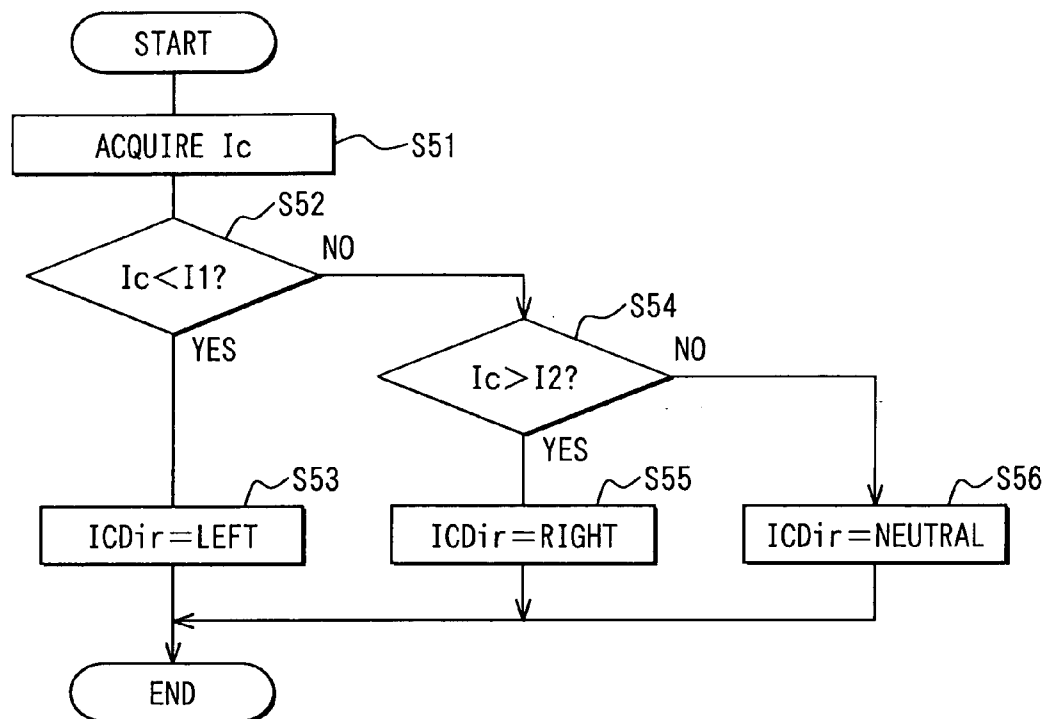 START
ACQUIRE Ic
S51
S52
Ic<I1?
NO
YES
S54
Ic>I2?
NO
YES
S53
ICDir=LEFT
S55
ICDir=RIGHT
S56
ICDir=NEUTRAL
END